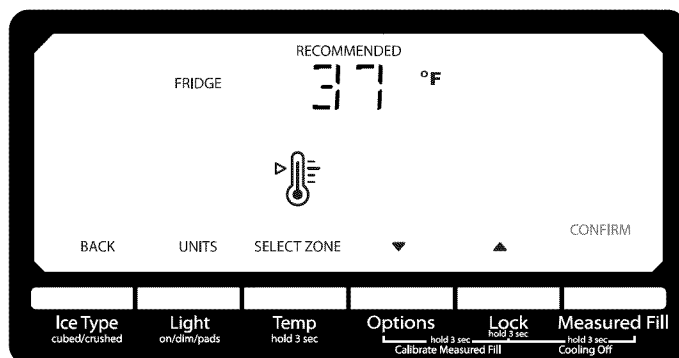 RECOMMENDED
FRIDGE 37 °F
BACK UNITS SELECT ZONE CONFIRM
Ice Type Light Temp Options Lock Measured Fill
cubed/crushed on/dim/pads hold 3 sec hold 3 sec hold 3 sec hold 3 sec
Calibrate Measured Fill Cooling Off